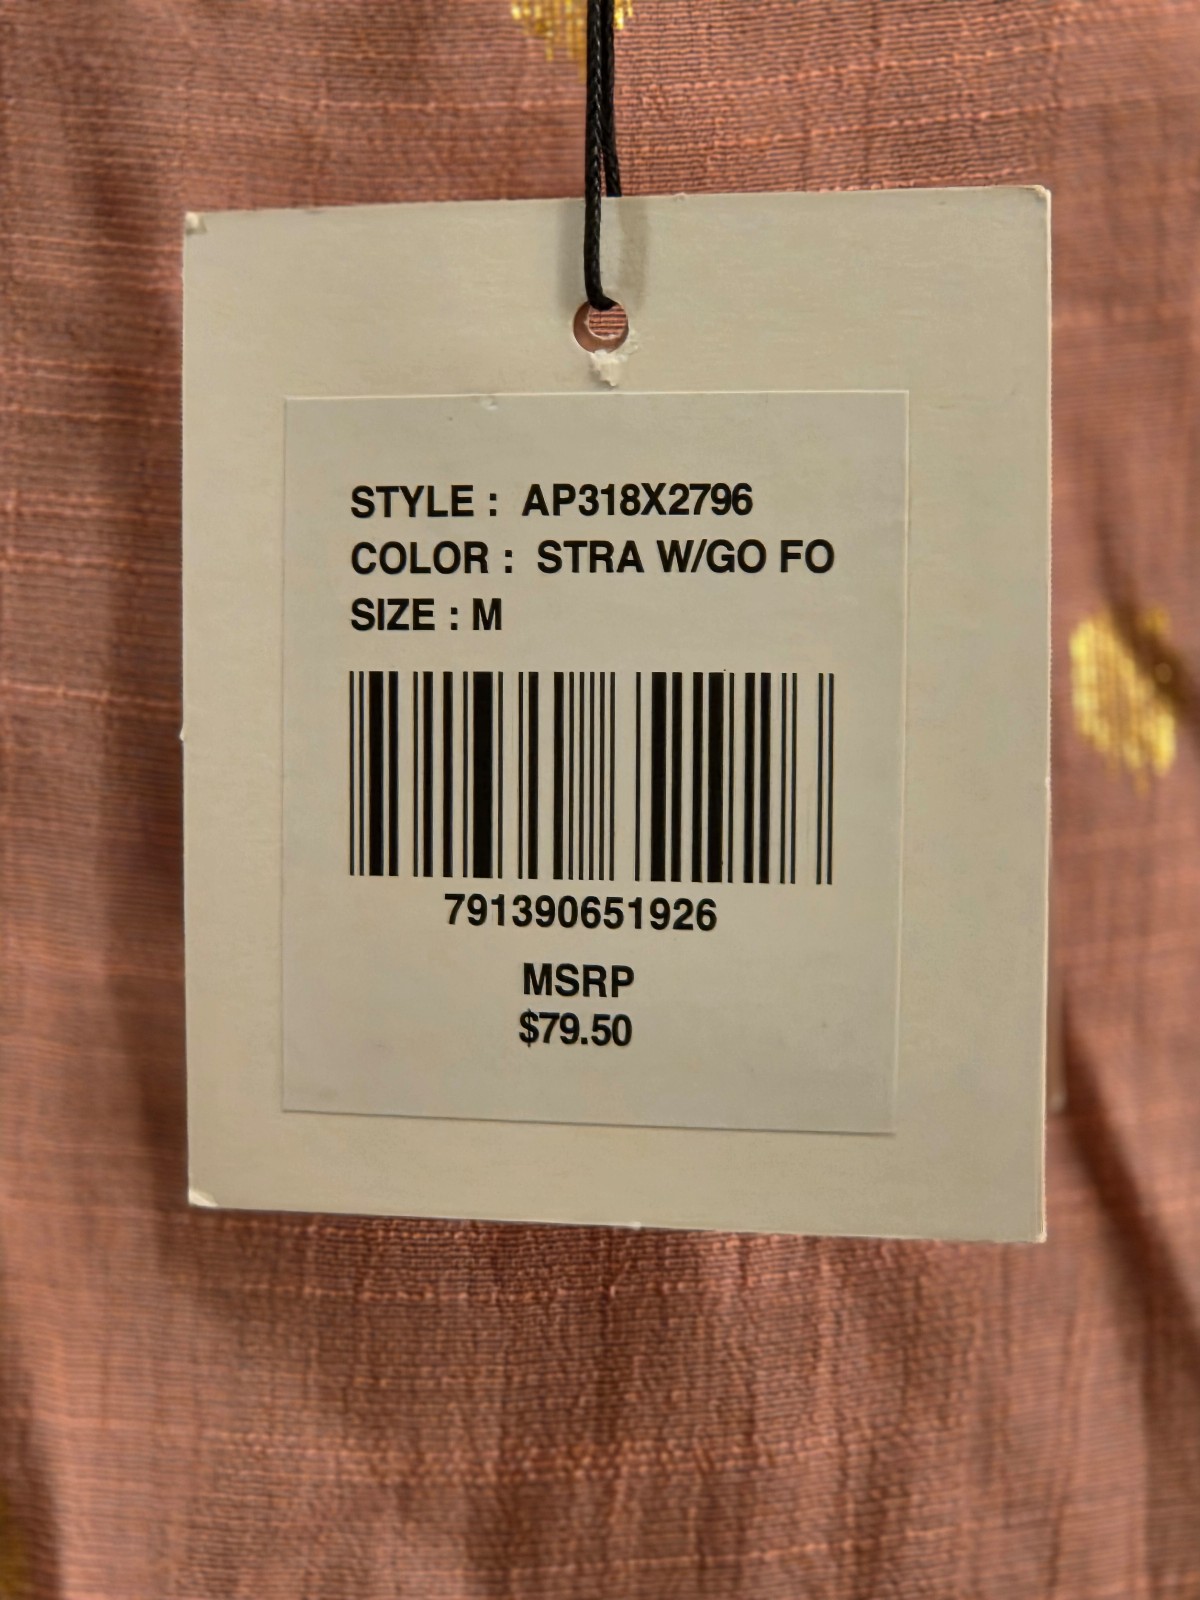 STYLE : AP318X2796
COLOR : STRA W/GO FO
SIZE : M
791390651926
MSRP
$79.50